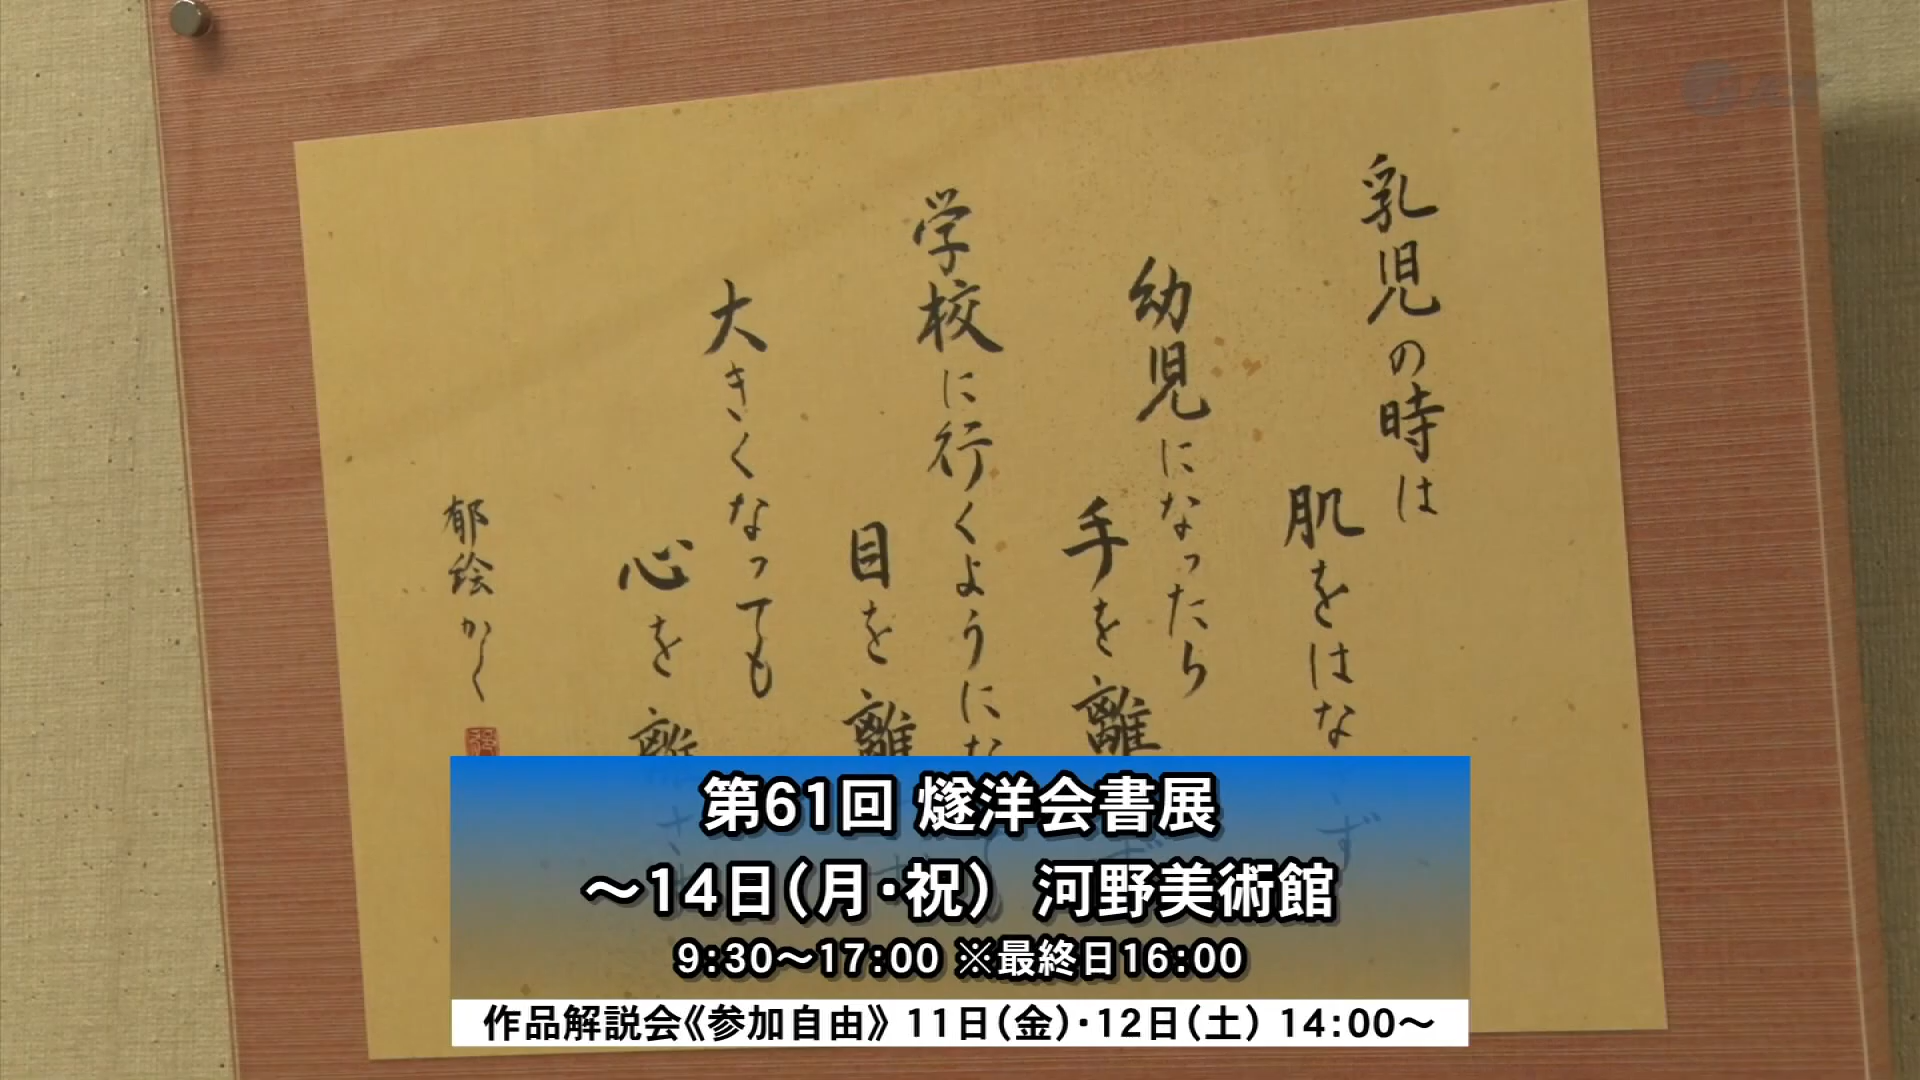 乳児の時は
肌をはなさず
幼児になったら
手を離
学校に行くようにな
目を離
大きくなっても
心を離さ
郁絵かく
第61回 燧洋会書展
～14日(月･祝) 河野美術館
9:30～17:00 ※最終日16:00
作品解説会《参加自由》 11日(金)･12日(土) 14:00～